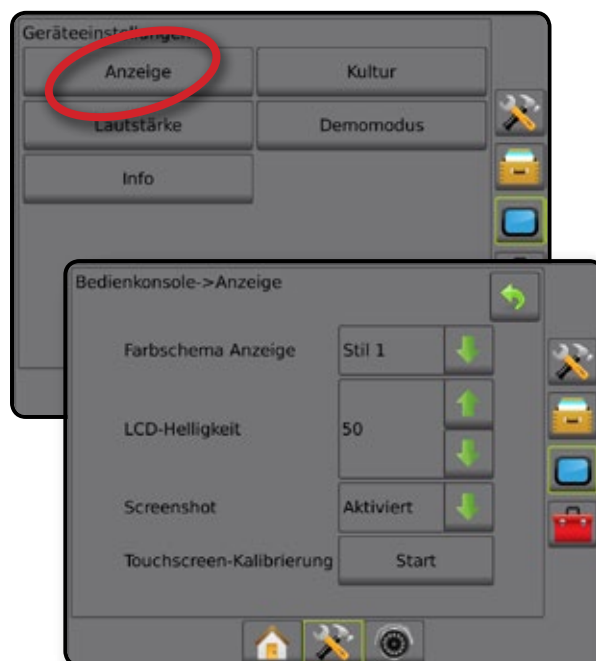 Geräteeinstellungen
Anzeige
Kultur
Lautstärke
Demomodus
Info
Bedienkonsole->Anzeige
Farbschema Anzeige
Stil 1
LCD-Helligkeit
50
Screenshot
Aktiviert
Touchscreen-Kalibrierung
Start